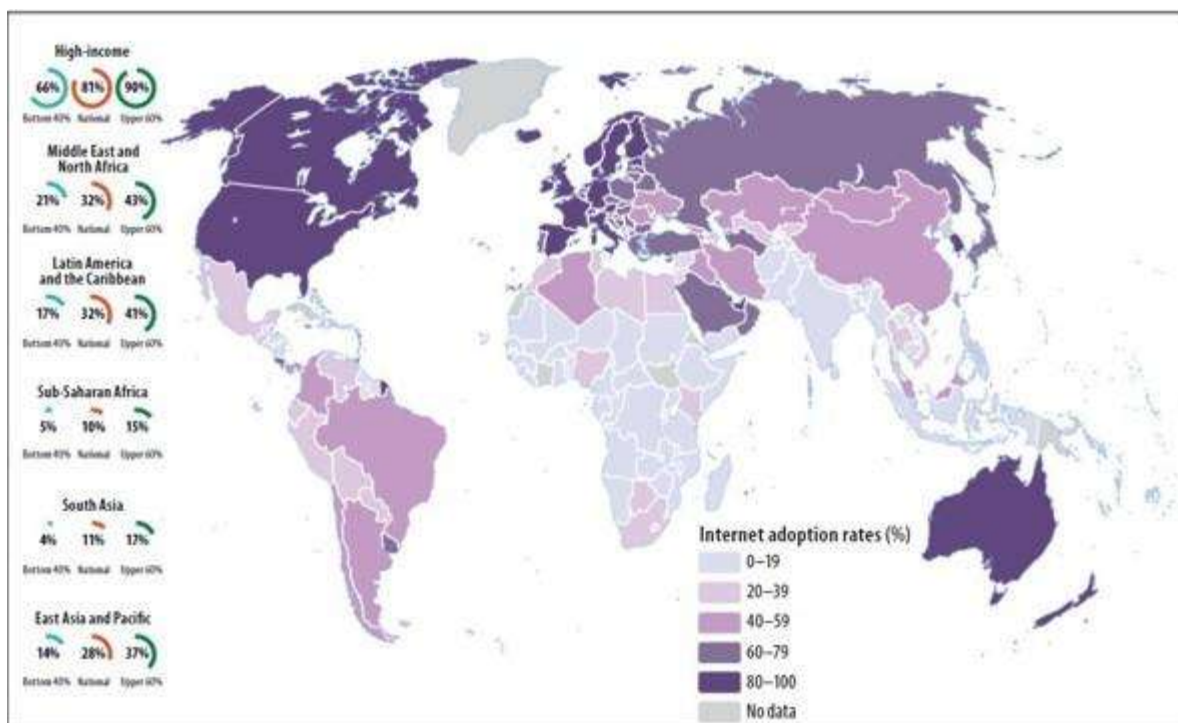 High-income
66% 81% 90%
Bottom 40% National Upper 60%
Middle East and
North Africa
21% 32% 43%
Bottom 40% National Upper 60%
Latin America
and the Caribbean
17% 32% 41%
Bottom 40% National Upper 60%
Sub-Saharan Africa
5% 10% 15%
Bottom 40% National Upper 60%
South Asia
4% 11% 17%
Bottom 40% National Upper 60%
East Asia and Pacific
14% 28% 37%
Bottom 40% National Upper 60%
Internet adoption rates (%)
0–19
20–39
40–59
60–79
80–100
No data